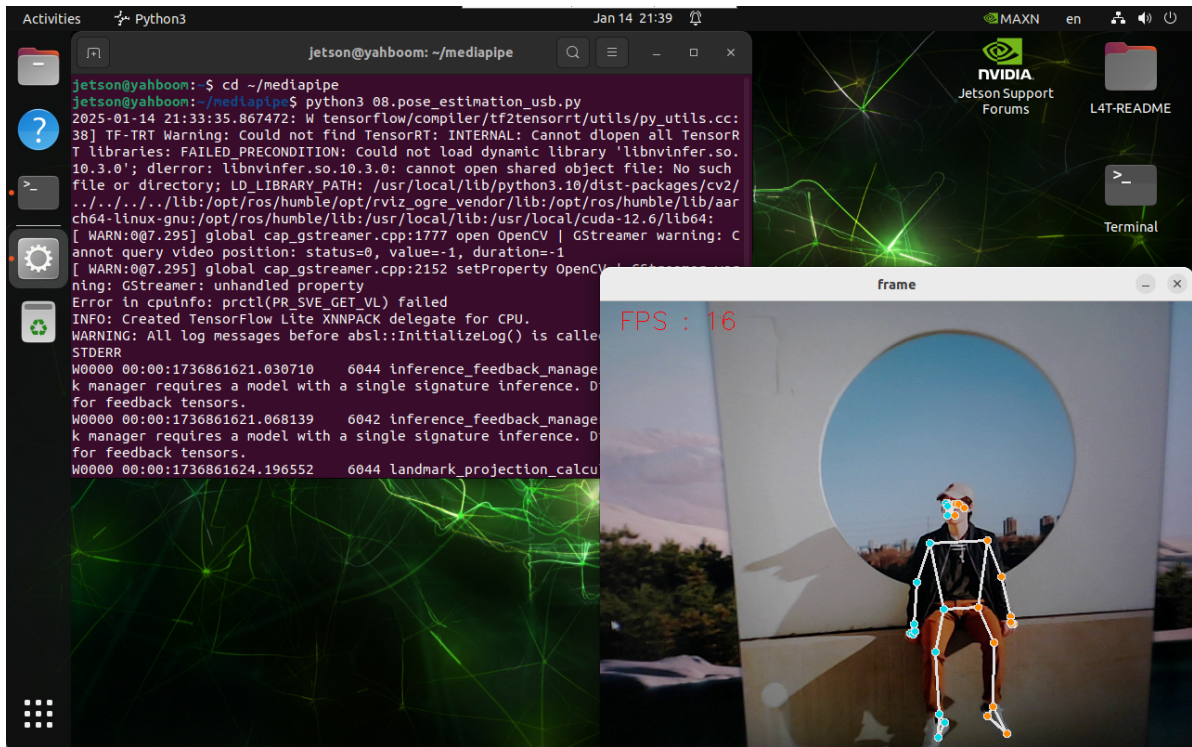 Activities
Python3
Jan 14 21:39
MAXN
en
jetson@yahboom: ~/mediapipe
jetson@yahboom:~$ cd ~/mediapipe
jetson@yahboom:~/mediapipe$ python3 08.pose_estimation_usb.py
2025-01-14 21:33:35.867472: W tensorflow/compiler/tf2tensorrt/utils/py_utils.cc:
38] TF-TRT Warning: Could not find TensorRT: INTERNAL: Cannot dlopen all TensorR
T libraries: FAILED_PRECONDITION: Could not load dynamic library 'libnvinfer.so.
10.3.0'; dlerror: libnvinfer.so.10.3.0: cannot open shared object file: No such
file or directory; LD_LIBRARY_PATH: /usr/local/lib/python3.10/dist-packages/cv2/
../../../../lib:/opt/ros/humble/opt/rviz_ogre_vendor/lib:/opt/ros/humble/lib/aar
ch64-linux-gnu:/opt/ros/humble/lib:/usr/local/lib:/usr/local/cuda-12.6/lib64:
[ WARN:0@7.295] global cap_gstreamer.cpp:1777 open OpenCV | GStreamer warning: C
annot query video position: status=0, value=-1, duration=-1
[ WARN:0@7.295] global cap_gstreamer.cpp:2152 setProperty OpenCV | GStreamer war
ning: GStreamer: unhandled property
Error in cpuinfo: prctl(PR_SVE_GET_VL) failed
INFO: Created TensorFlow Lite XNNPACK delegate for CPU.
WARNING: All log messages before absl::InitializeLog() is calle
STDERR
W0000 00:00:1736861621.030710    6044 inference_feedback_manage
k manager requires a model with a single signature inference. D
for feedback tensors.
W0000 00:00:1736861621.068139    6042 inference_feedback_manage
k manager requires a model with a single signature inference. D
for feedback tensors.
W0000 00:00:1736861624.196552    6044 landmark_projection_calcu
NVIDIA.
Jetson Support
Forums
L4T-README
Terminal
frame
FPS : 16